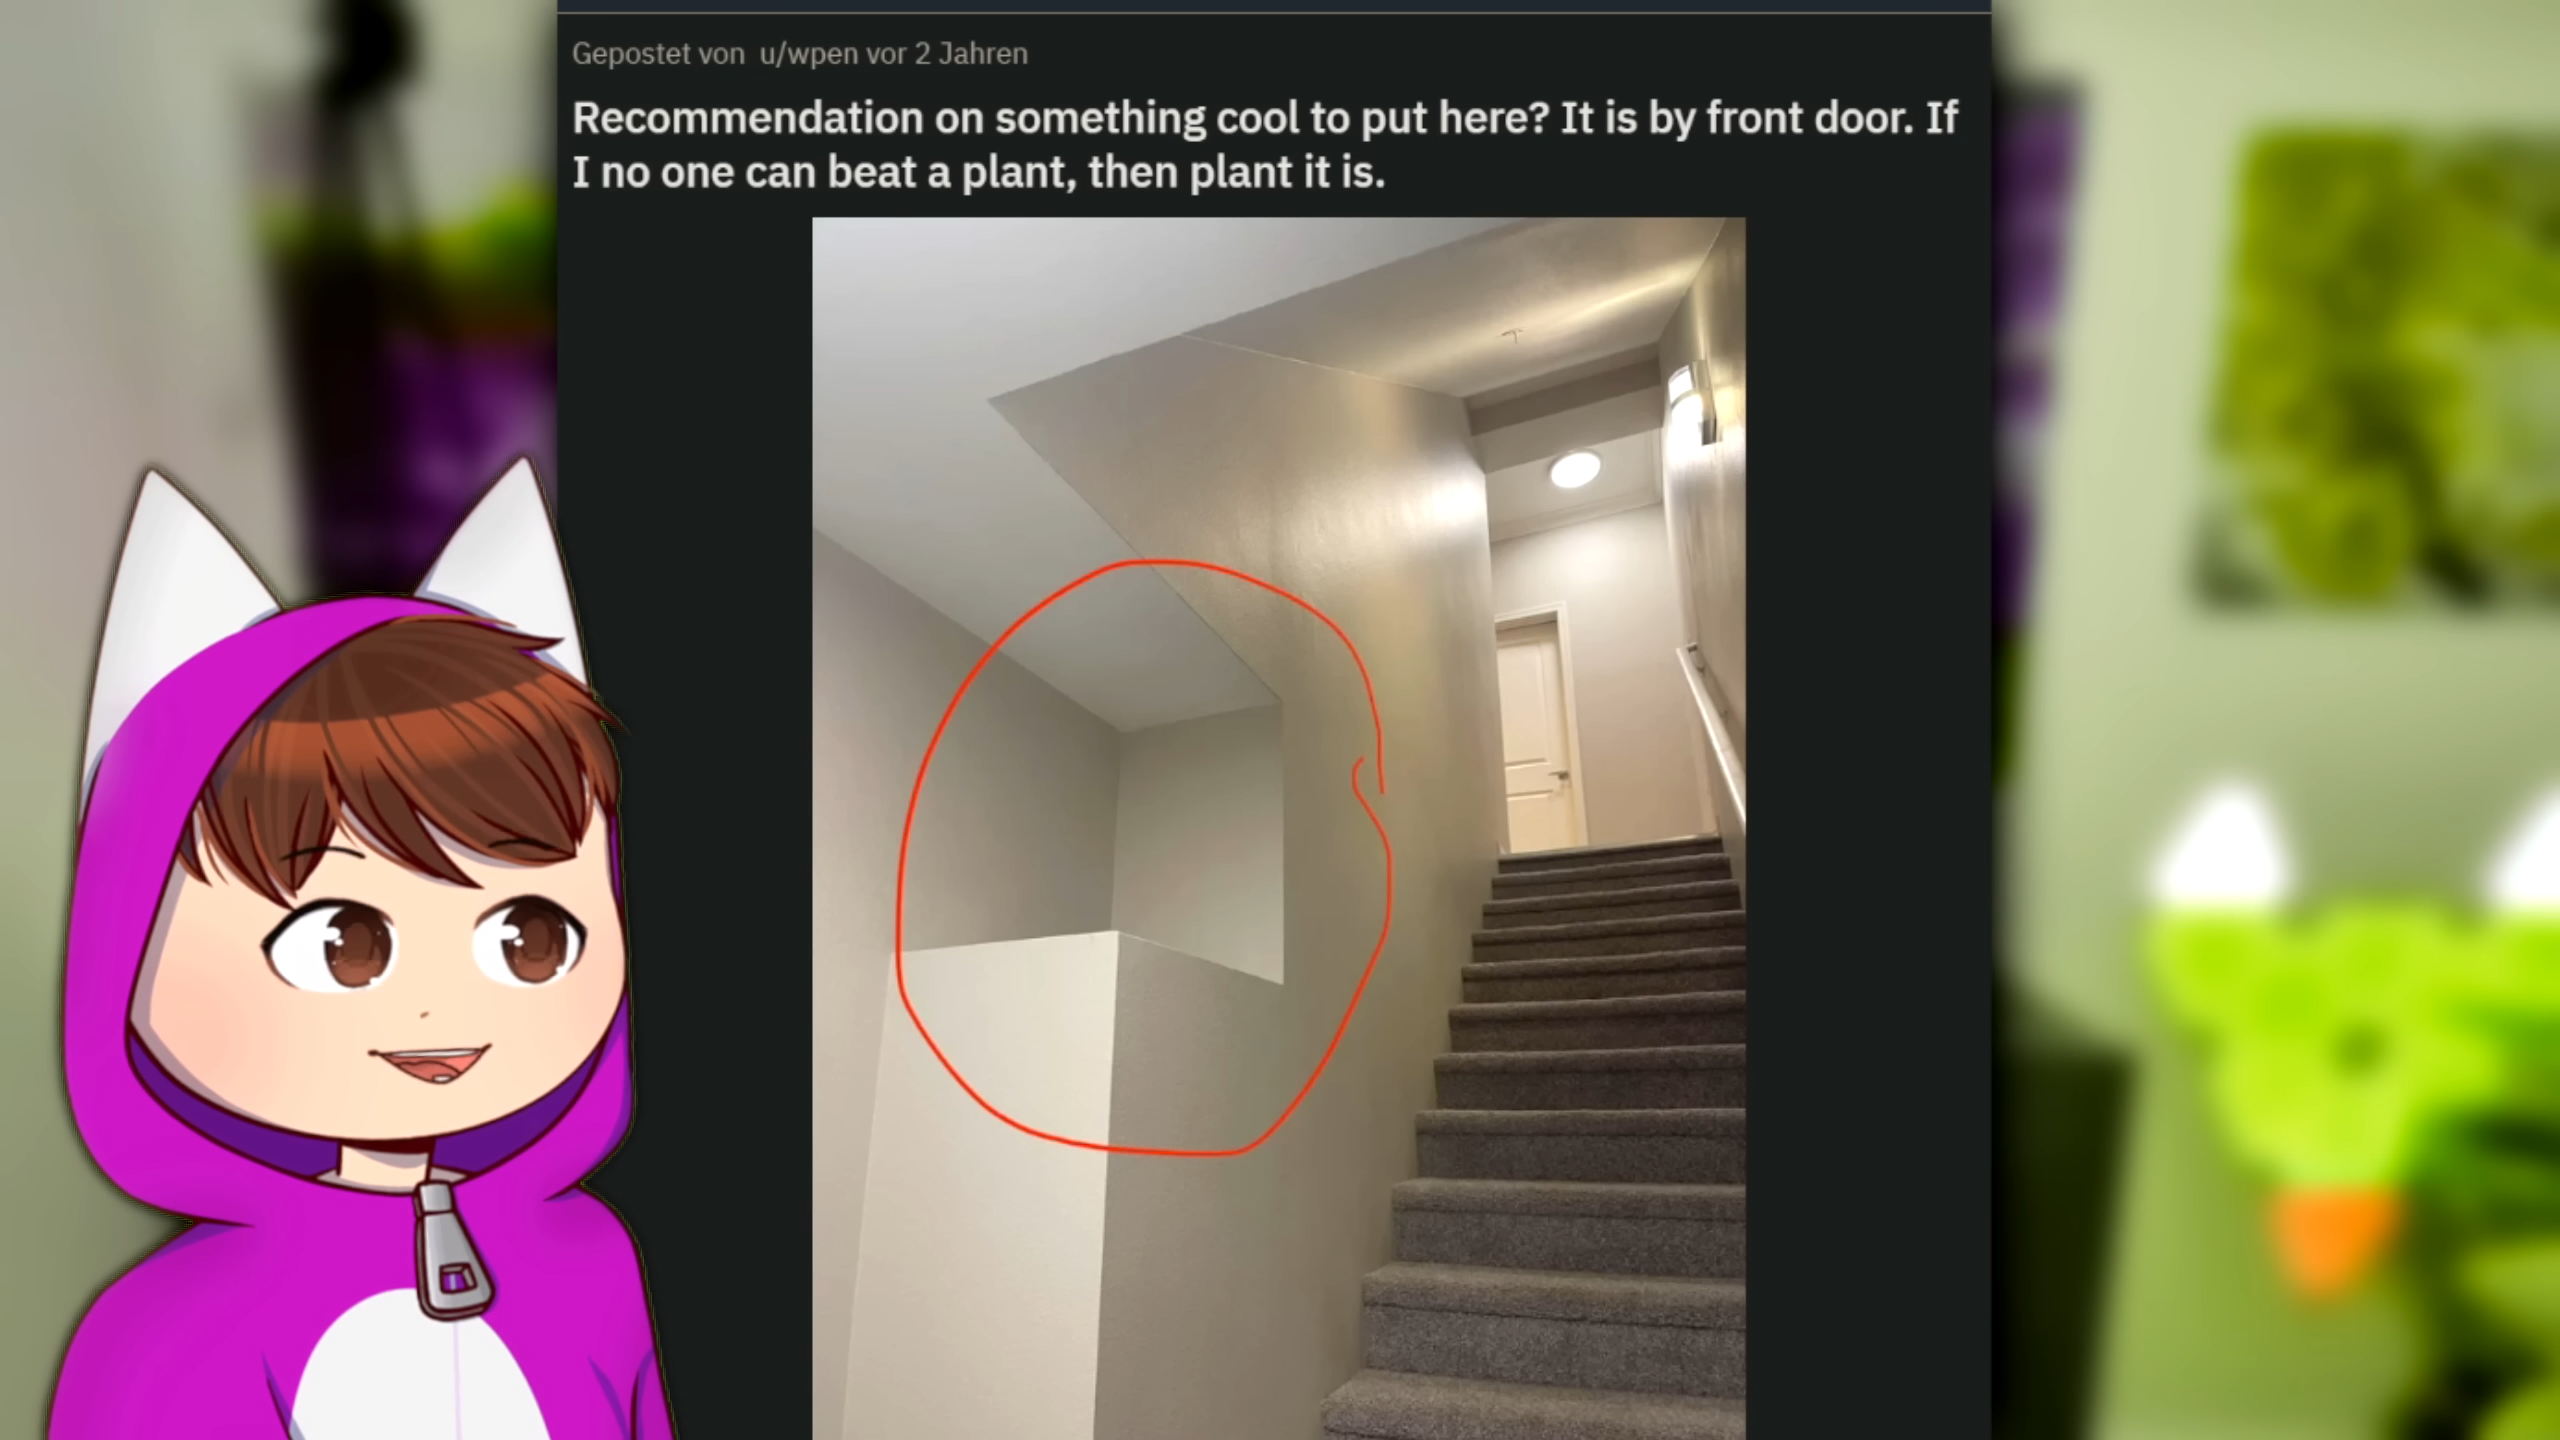 Gepostet von u/wpen vor 2 Jahren
Recommendation on something cool to put here? It is by front door. If
I no one can beat a plant, then plant it is.